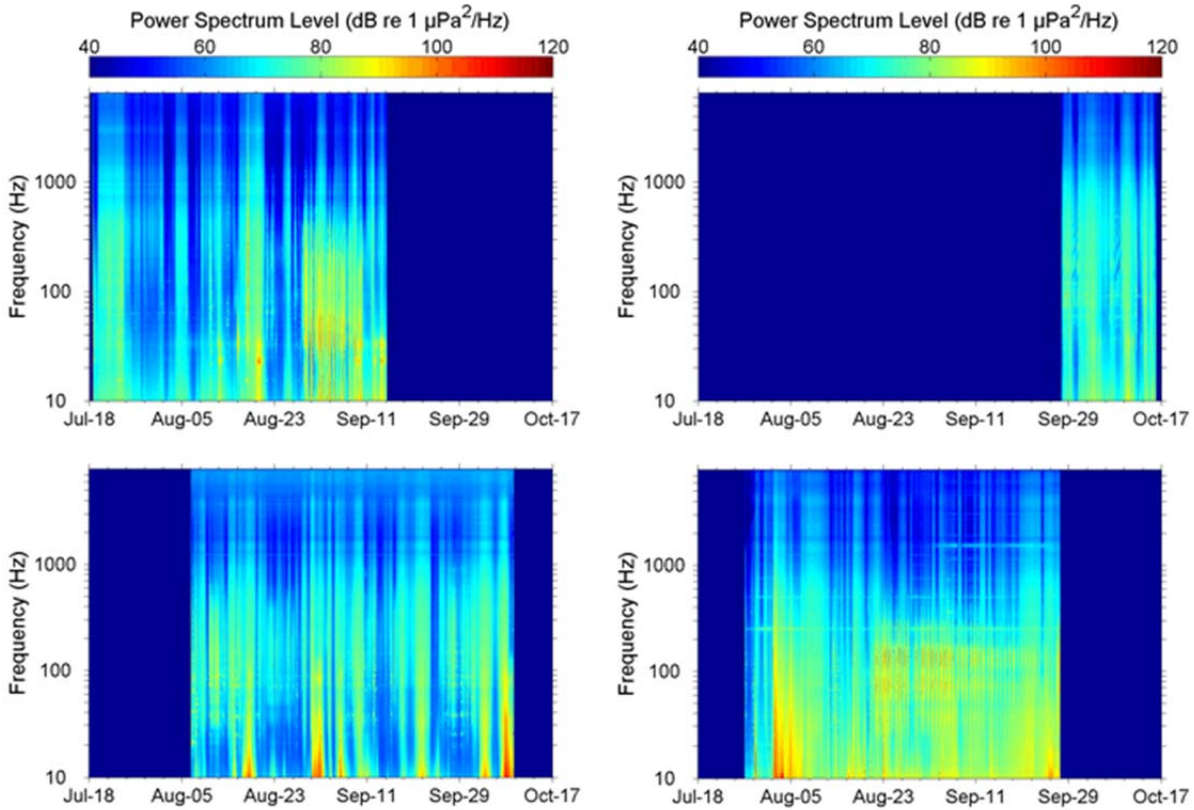 Power Spectrum Level (dB re 1 µPa²/Hz)
40 60 80 100 120
Frequency (Hz)
1000
100
10
Jul-18 Aug-05 Aug-23 Sep-11 Sep-29 Oct-17
Power Spectrum Level (dB re 1 µPa²/Hz)
40 60 80 100 120
Frequency (Hz)
1000
100
10
Jul-18 Aug-05 Aug-23 Sep-11 Sep-29 Oct-17
Frequency (Hz)
1000
100
10
Jul-18 Aug-05 Aug-23 Sep-11 Sep-29 Oct-17
Frequency (Hz)
1000
100
10
Jul-18 Aug-05 Aug-23 Sep-11 Sep-29 Oct-17